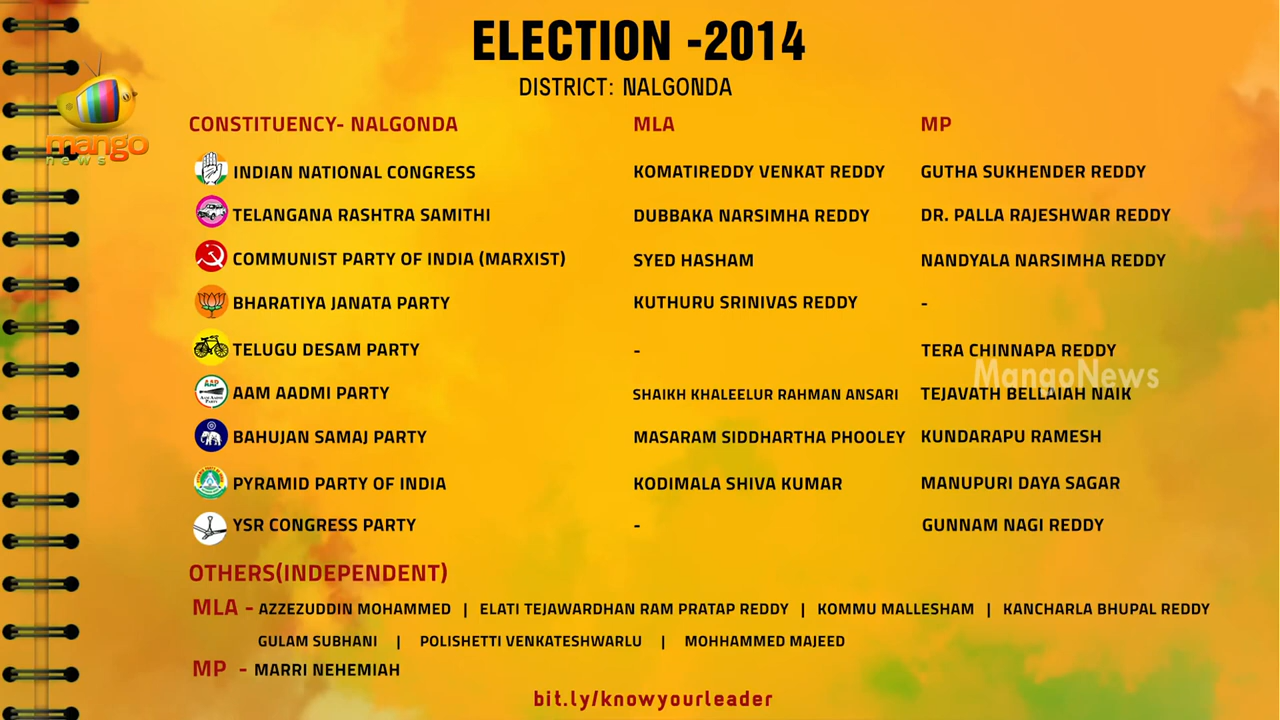 ELECTION -2014
DISTRICT: NALGONDA
mango
news
CONSTITUENCY- NALGONDA MLA MP
INDIAN NATIONAL CONGRESS KOMATIREDDY VENKAT REDDY GUTHA SUKHENDER REDDY
TELANGANA RASHTRA SAMITHI DUBBAKA NARSIMHA REDDY DR. PALLA RAJESHWAR REDDY
COMMUNIST PARTY OF INDIA (MARXIST) SYED HASHAM NANDYALA NARSIMHA REDDY
BHARATIYA JANATA PARTY KUTHURU SRINIVAS REDDY -
TELUGU DESAM PARTY - TERA CHINNAPA REDDY
MangoNews
AAP
AAM AADMI PARTY SHAIKH KHALEELUR RAHMAN ANSARI TEJAVATH BELLAIAH NAIK
BAHUJAN SAMAJ PARTY MASARAM SIDDHARTHA PHOOLEY KUNDARAPU RAMESH
PYRAMID PARTY OF INDIA KODIMALA SHIVA KUMAR MANUPURI DAYA SAGAR
YSR CONGRESS PARTY - GUNNAM NAGI REDDY
OTHERS(INDEPENDENT)
MLA - AZZEZUDDIN MOHAMMED | ELATI TEJAWARDHAN RAM PRATAP REDDY | KOMMU MALLESHAM | KANCHARLA BHUPAL REDDY
GULAM SUBHANI | POLISHETTI VENKATESHWARLU | MOHHAMMED MAJEED
MP - MARRI NEHEMIAH
bit.ly/knowyourleader